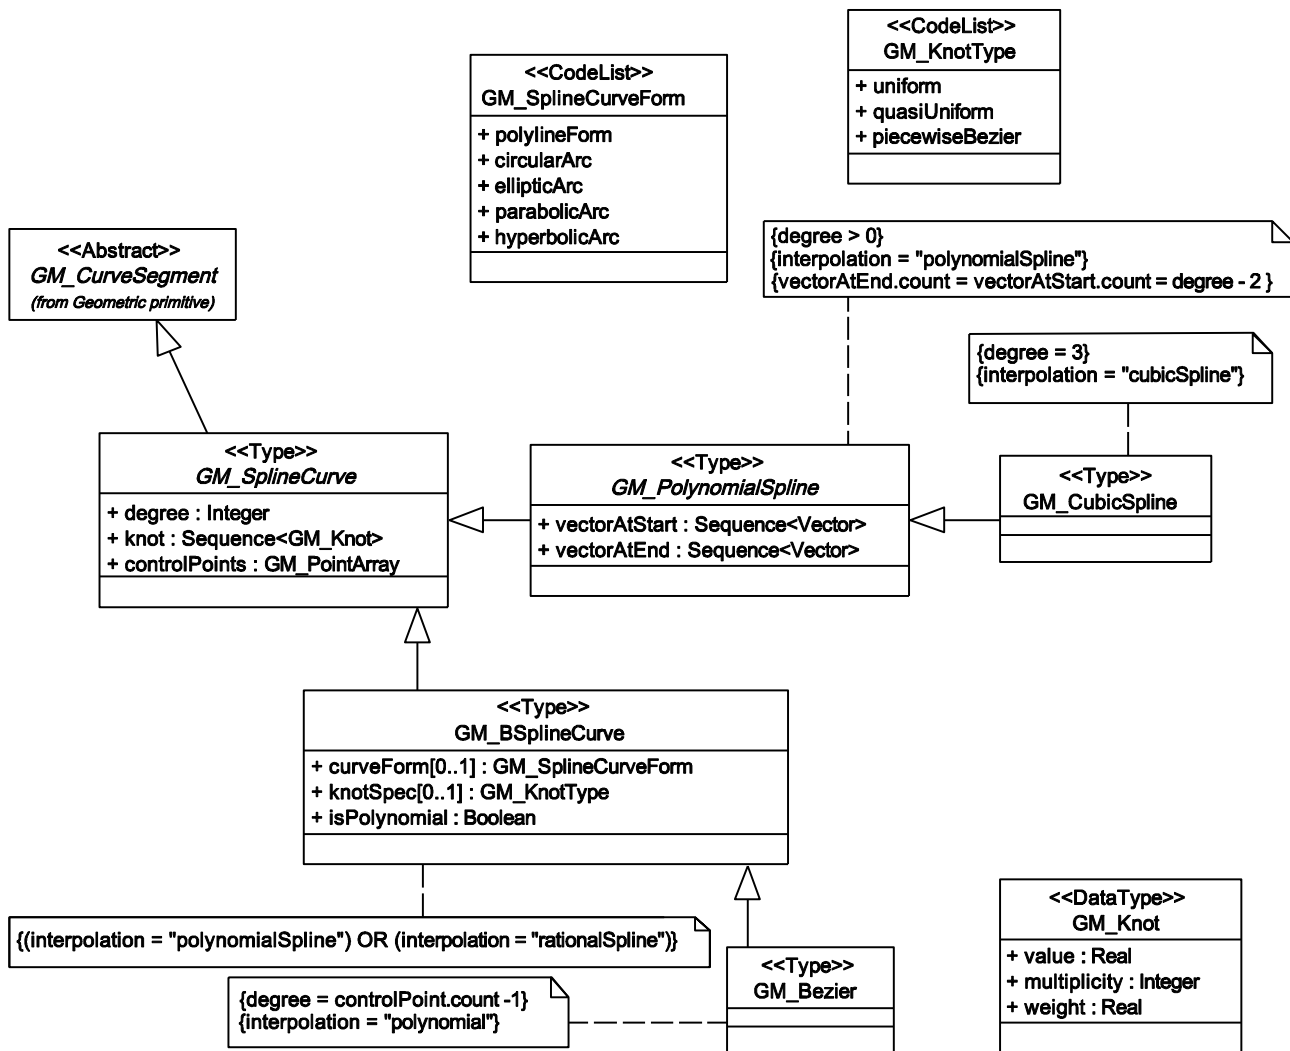 <<CodeList>>
GM_KnotType
+ uniform
+ quasiUniform
+ piecewiseBezier
<<CodeList>>
GM_SplineCurveForm
+ polylineForm
+ circularArc
+ ellipticArc
+ parabolicArc
+ hyperbolicArc
<<Abstract>>
GM_CurveSegment
(from Geometric primitive)
{degree > 0}
{interpolation = "polynomialSpline"}
{vectorAtEnd.count = vectorAtStart.count = degree - 2 }
{degree = 3}
{interpolation = "cubicSpline"}
<<Type>>
GM_SplineCurve
+ degree : Integer
+ knot : Sequence<GM_Knot>
+ controlPoints : GM_PointArray
<<Type>>
GM_PolynomialSpline
+ vectorAtStart : Sequence<Vector>
+ vectorAtEnd : Sequence<Vector>
<<Type>>
GM_CubicSpline
<<Type>>
GM_BSplineCurve
+ curveForm[0..1] : GM_SplineCurveForm
+ knotSpec[0..1] : GM_KnotType
+ isPolynomial : Boolean
{(interpolation = "polynomialSpline") OR (interpolation = "rationalSpline")}
{degree = controlPoint.count -1}
{interpolation = "polynomial"}
<<Type>>
GM_Bezier
<<DataType>>
GM_Knot
+ value : Real
+ multiplicity : Integer
+ weight : Real